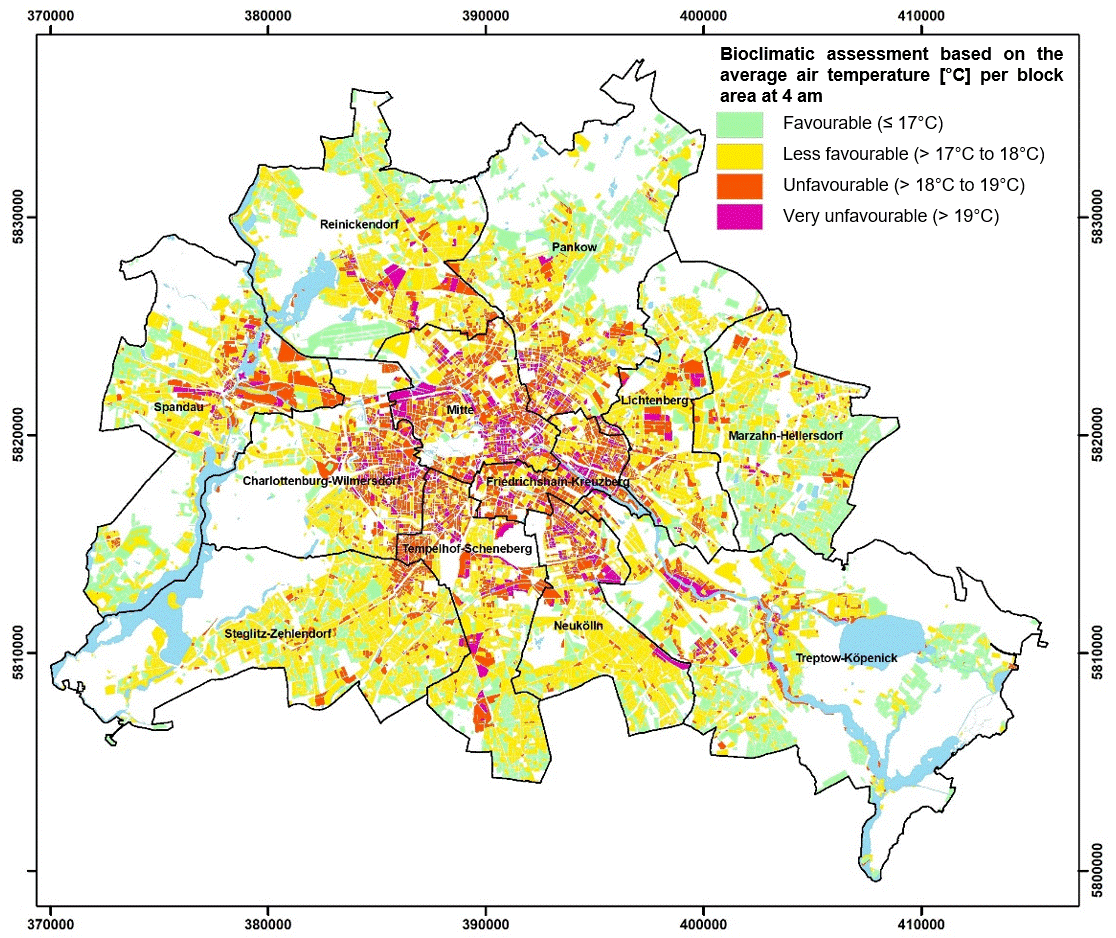 370000
380000
390000
400000
410000
Bioclimatic assessment based on the
average air temperature [°C] per block
area at 4 am
Favourable (≤ 17°C)
Less favourable (> 17°C to 18°C)
Unfavourable (> 18°C to 19°C)
Very unfavourable (> 19°C)
5830000
5830000
Reinickendorf
Pankow
Spandau
Mitte
Lichtenberg
5820000
5820000
Marzahn-Hellersdorf
Charlottenburg-Wilmersdorf
Friedrichshain-Kreuzberg
Tempelhof-Scheneberg
Neukölln
Steglitz-Zehlendorf
Treptow-Köpenick
5810000
5810000
5800000
370000
380000
390000
400000
410000